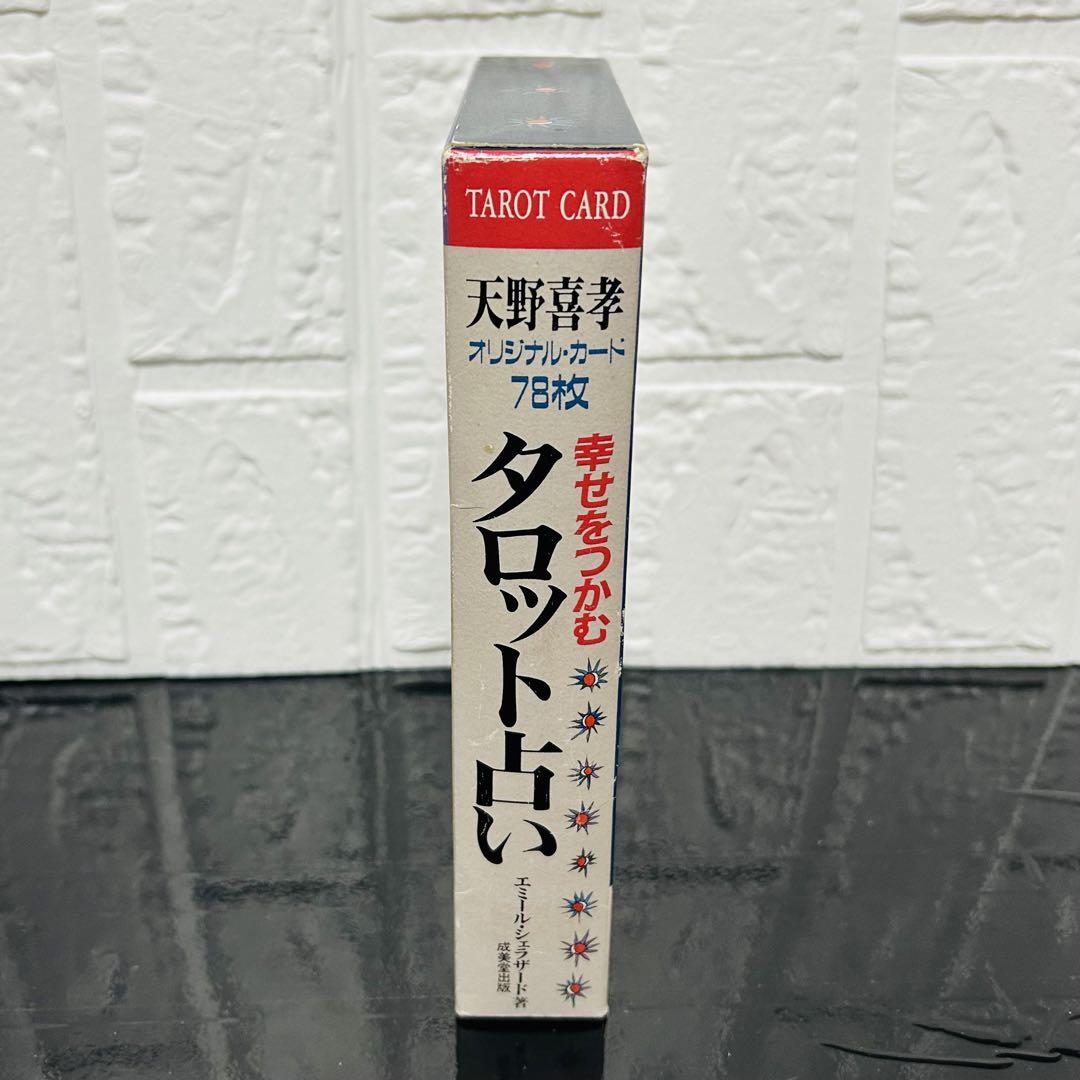 TAROT CARD
天野喜孝
オリジナル・カード
78枚
幸せをつかむ
タロット占い
エミール・シェラザード著
成美堂出版